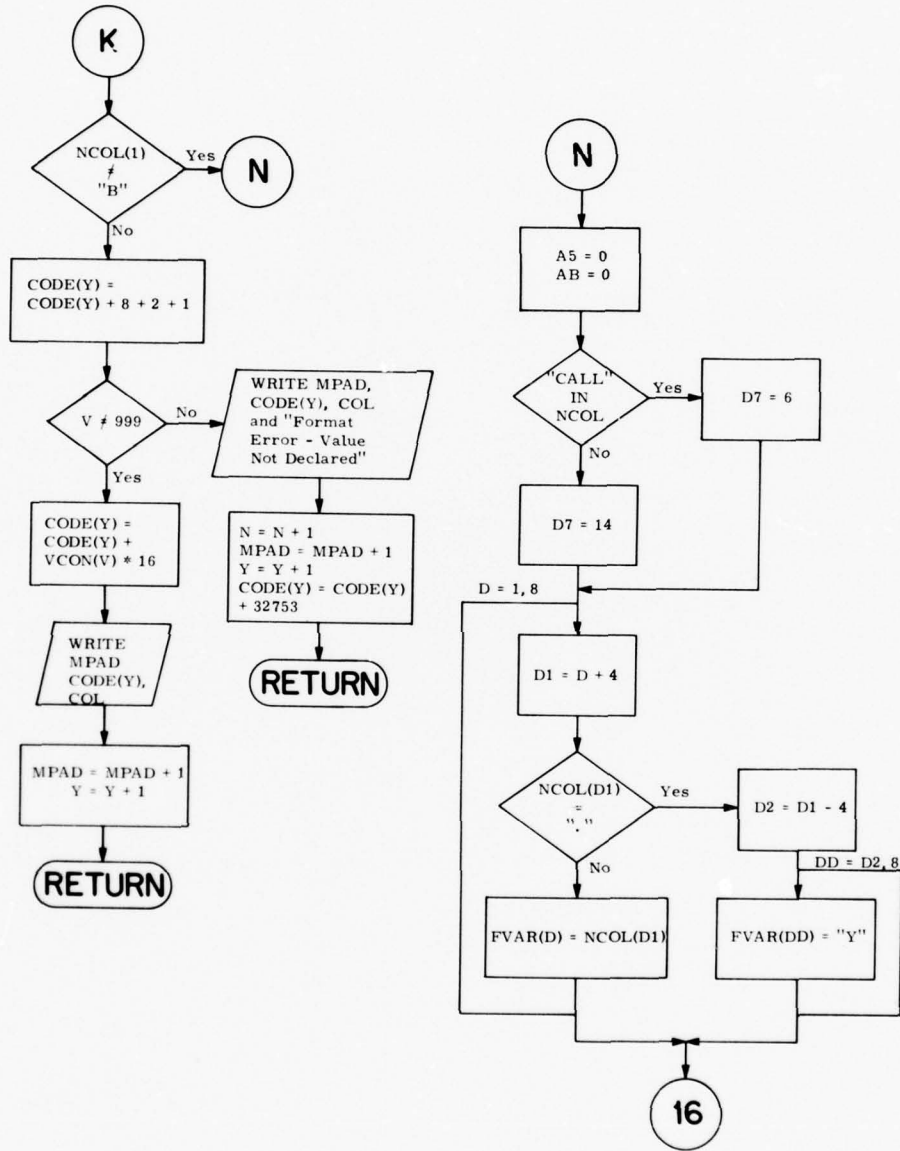 K
NCOL(1)
≠
"B"
Yes
N
No
CODE(Y) =
CODE(Y) + 8 + 2 + 1
V ≠ 999
No
WRITE MPAD,
CODE(Y), COL
and "Format
Error - Value
Not Declared"
Yes
CODE(Y) =
CODE(Y) +
VCON(V) * 16
N = N + 1
MPAD = MPAD + 1
Y = Y + 1
CODE(Y) = CODE(Y)
+ 32753
RETURN
WRITE
MPAD
CODE(Y),
COL
MPAD = MPAD + 1
Y = Y + 1
RETURN
N
A5 = 0
AB = 0
"CALL"
IN
NCOL
Yes
D7 = 6
No
D7 = 14
D = 1, 8
D1 = D + 4
NCOL(D1)
=
"."
Yes
D2 = D1 - 4
No
DD = D2, 8
FVAR(D) = NCOL(D1)
FVAR(DD) = "Y"
16